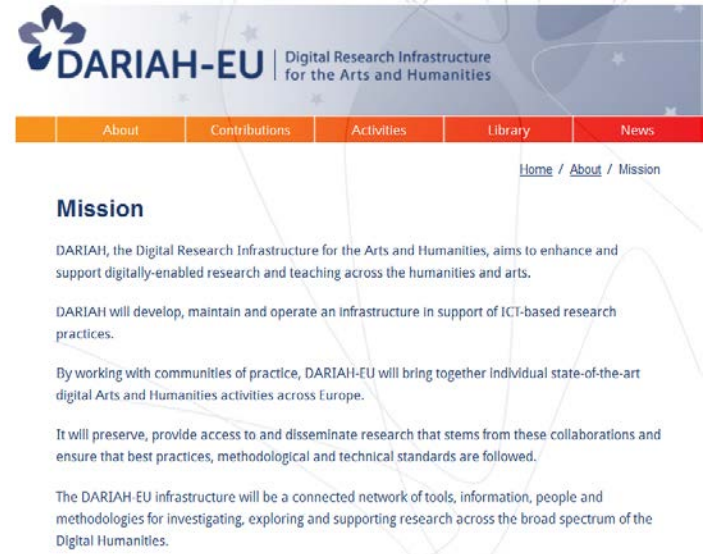 DARIAH-EU
Digital Research Infrastructure
for the Arts and Humanities
About Contributions Activities Library News
Home / About / Mission
Mission
DARIAH, the Digital Research Infrastructure for the Arts and Humanities, aims to enhance and
support digitally-enabled research and teaching across the humanities and arts.
DARIAH will develop, maintain and operate an infrastructure in support of ICT-based research
practices.
By working with communities of practice, DARIAH-EU will bring together individual state-of-the-art
digital Arts and Humanities activities across Europe.
It will preserve, provide access to and disseminate research that stems from these collaborations and
ensure that best practices, methodological and technical standards are followed.
The DARIAH-EU infrastructure will be a connected network of tools, information, people and
methodologies for investigating, exploring and supporting research across the broad spectrum of the
Digital Humanities.